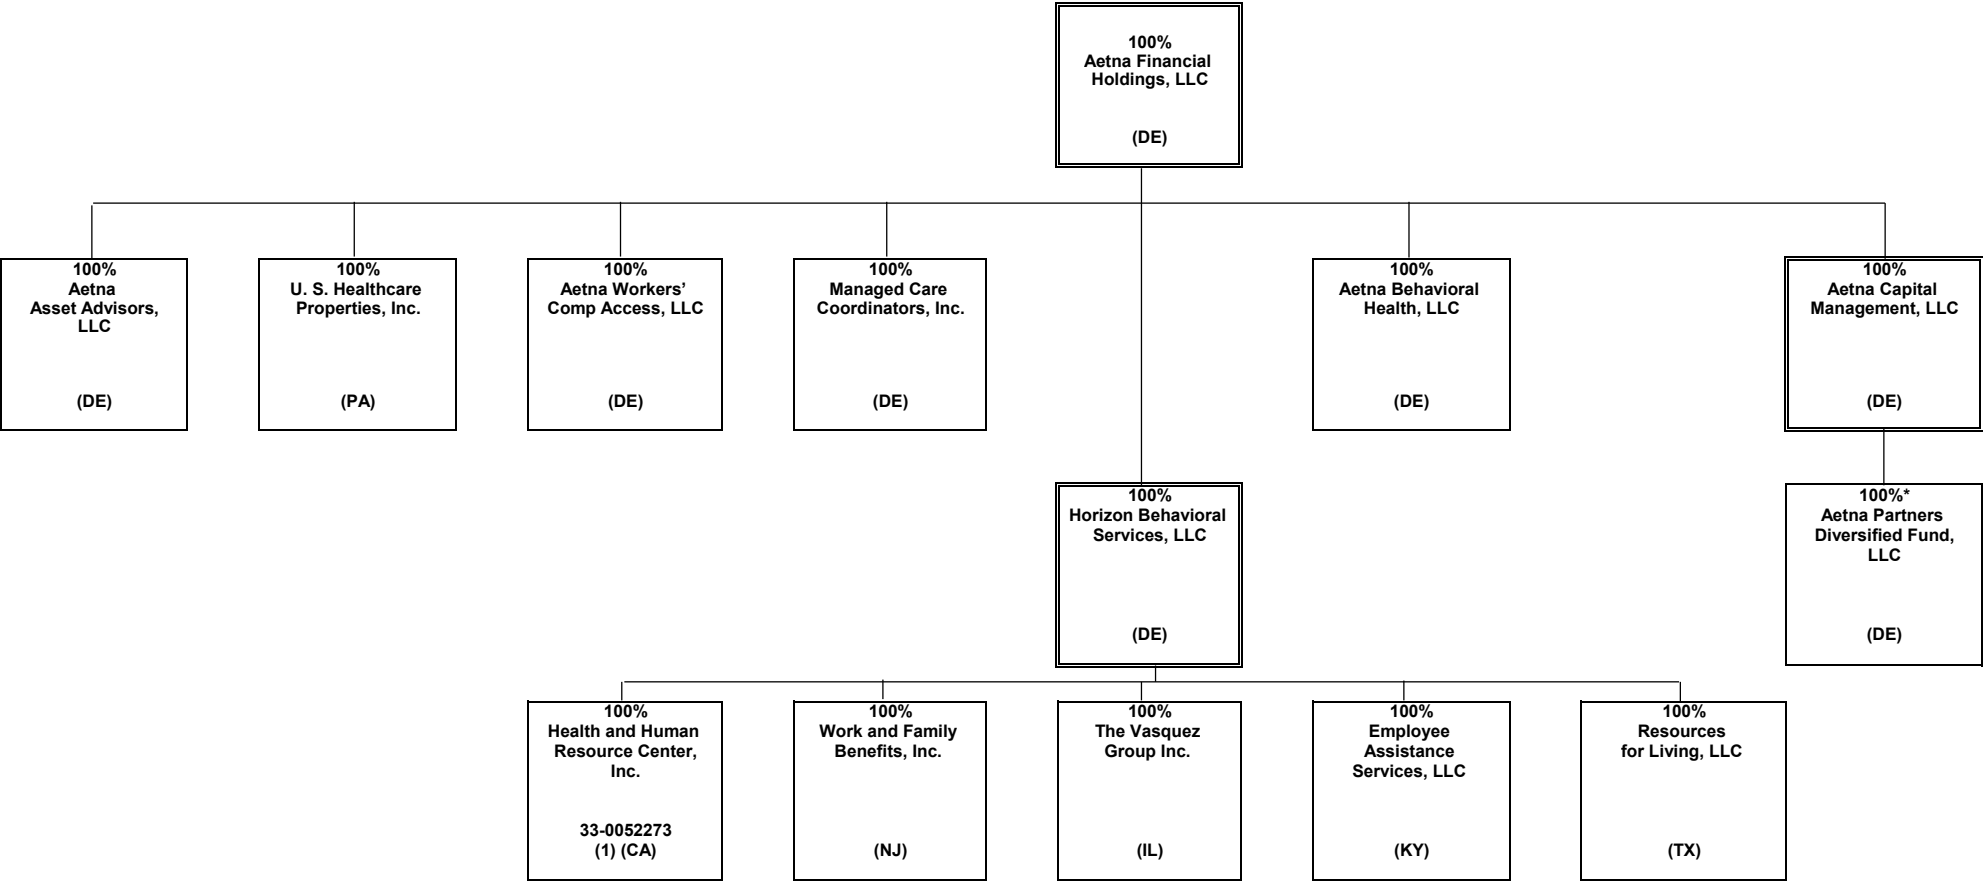 100%
Aetna Financial
Holdings, LLC
(DE)
100%
Aetna
Asset Advisors,
LLC
(DE)
100%
U. S. Healthcare
Properties, Inc.
(PA)
100%
Aetna Workers’
Comp Access, LLC
(DE)
100%
Managed Care
Coordinators, Inc.
(DE)
100%
Aetna Behavioral
Health, LLC
(DE)
100%
Aetna Capital
Management, LLC
(DE)
100%
Horizon Behavioral
Services, LLC
(DE)
100%*
Aetna Partners
Diversified Fund,
LLC
(DE)
100%
Health and Human
Resource Center,
Inc.
33-0052273
(1) (CA)
100%
Work and Family
Benefits, Inc.
(NJ)
100%
The Vasquez
Group Inc.
(IL)
100%
Employee
Assistance
Services, LLC
(KY)
100%
Resources
for Living, LLC
(TX)